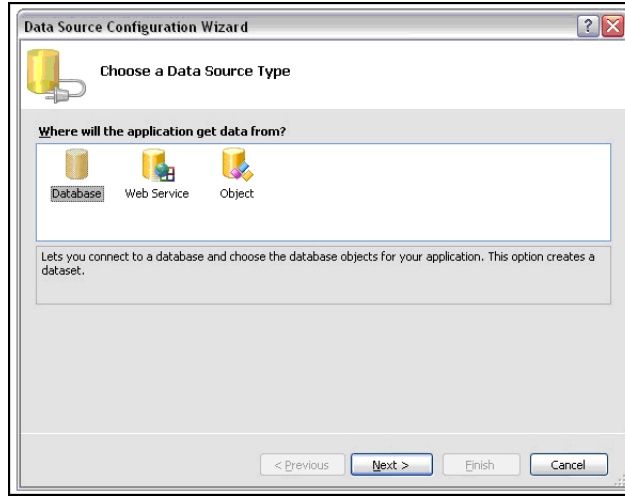 Data Source Configuration Wizard
Choose a Data Source Type
Where will the application get data from?
Database
Web Service
Object
Lets you connect to a database and choose the database objects for your application. This option creates a
dataset.
< Previous
Next >
Finish
Cancel